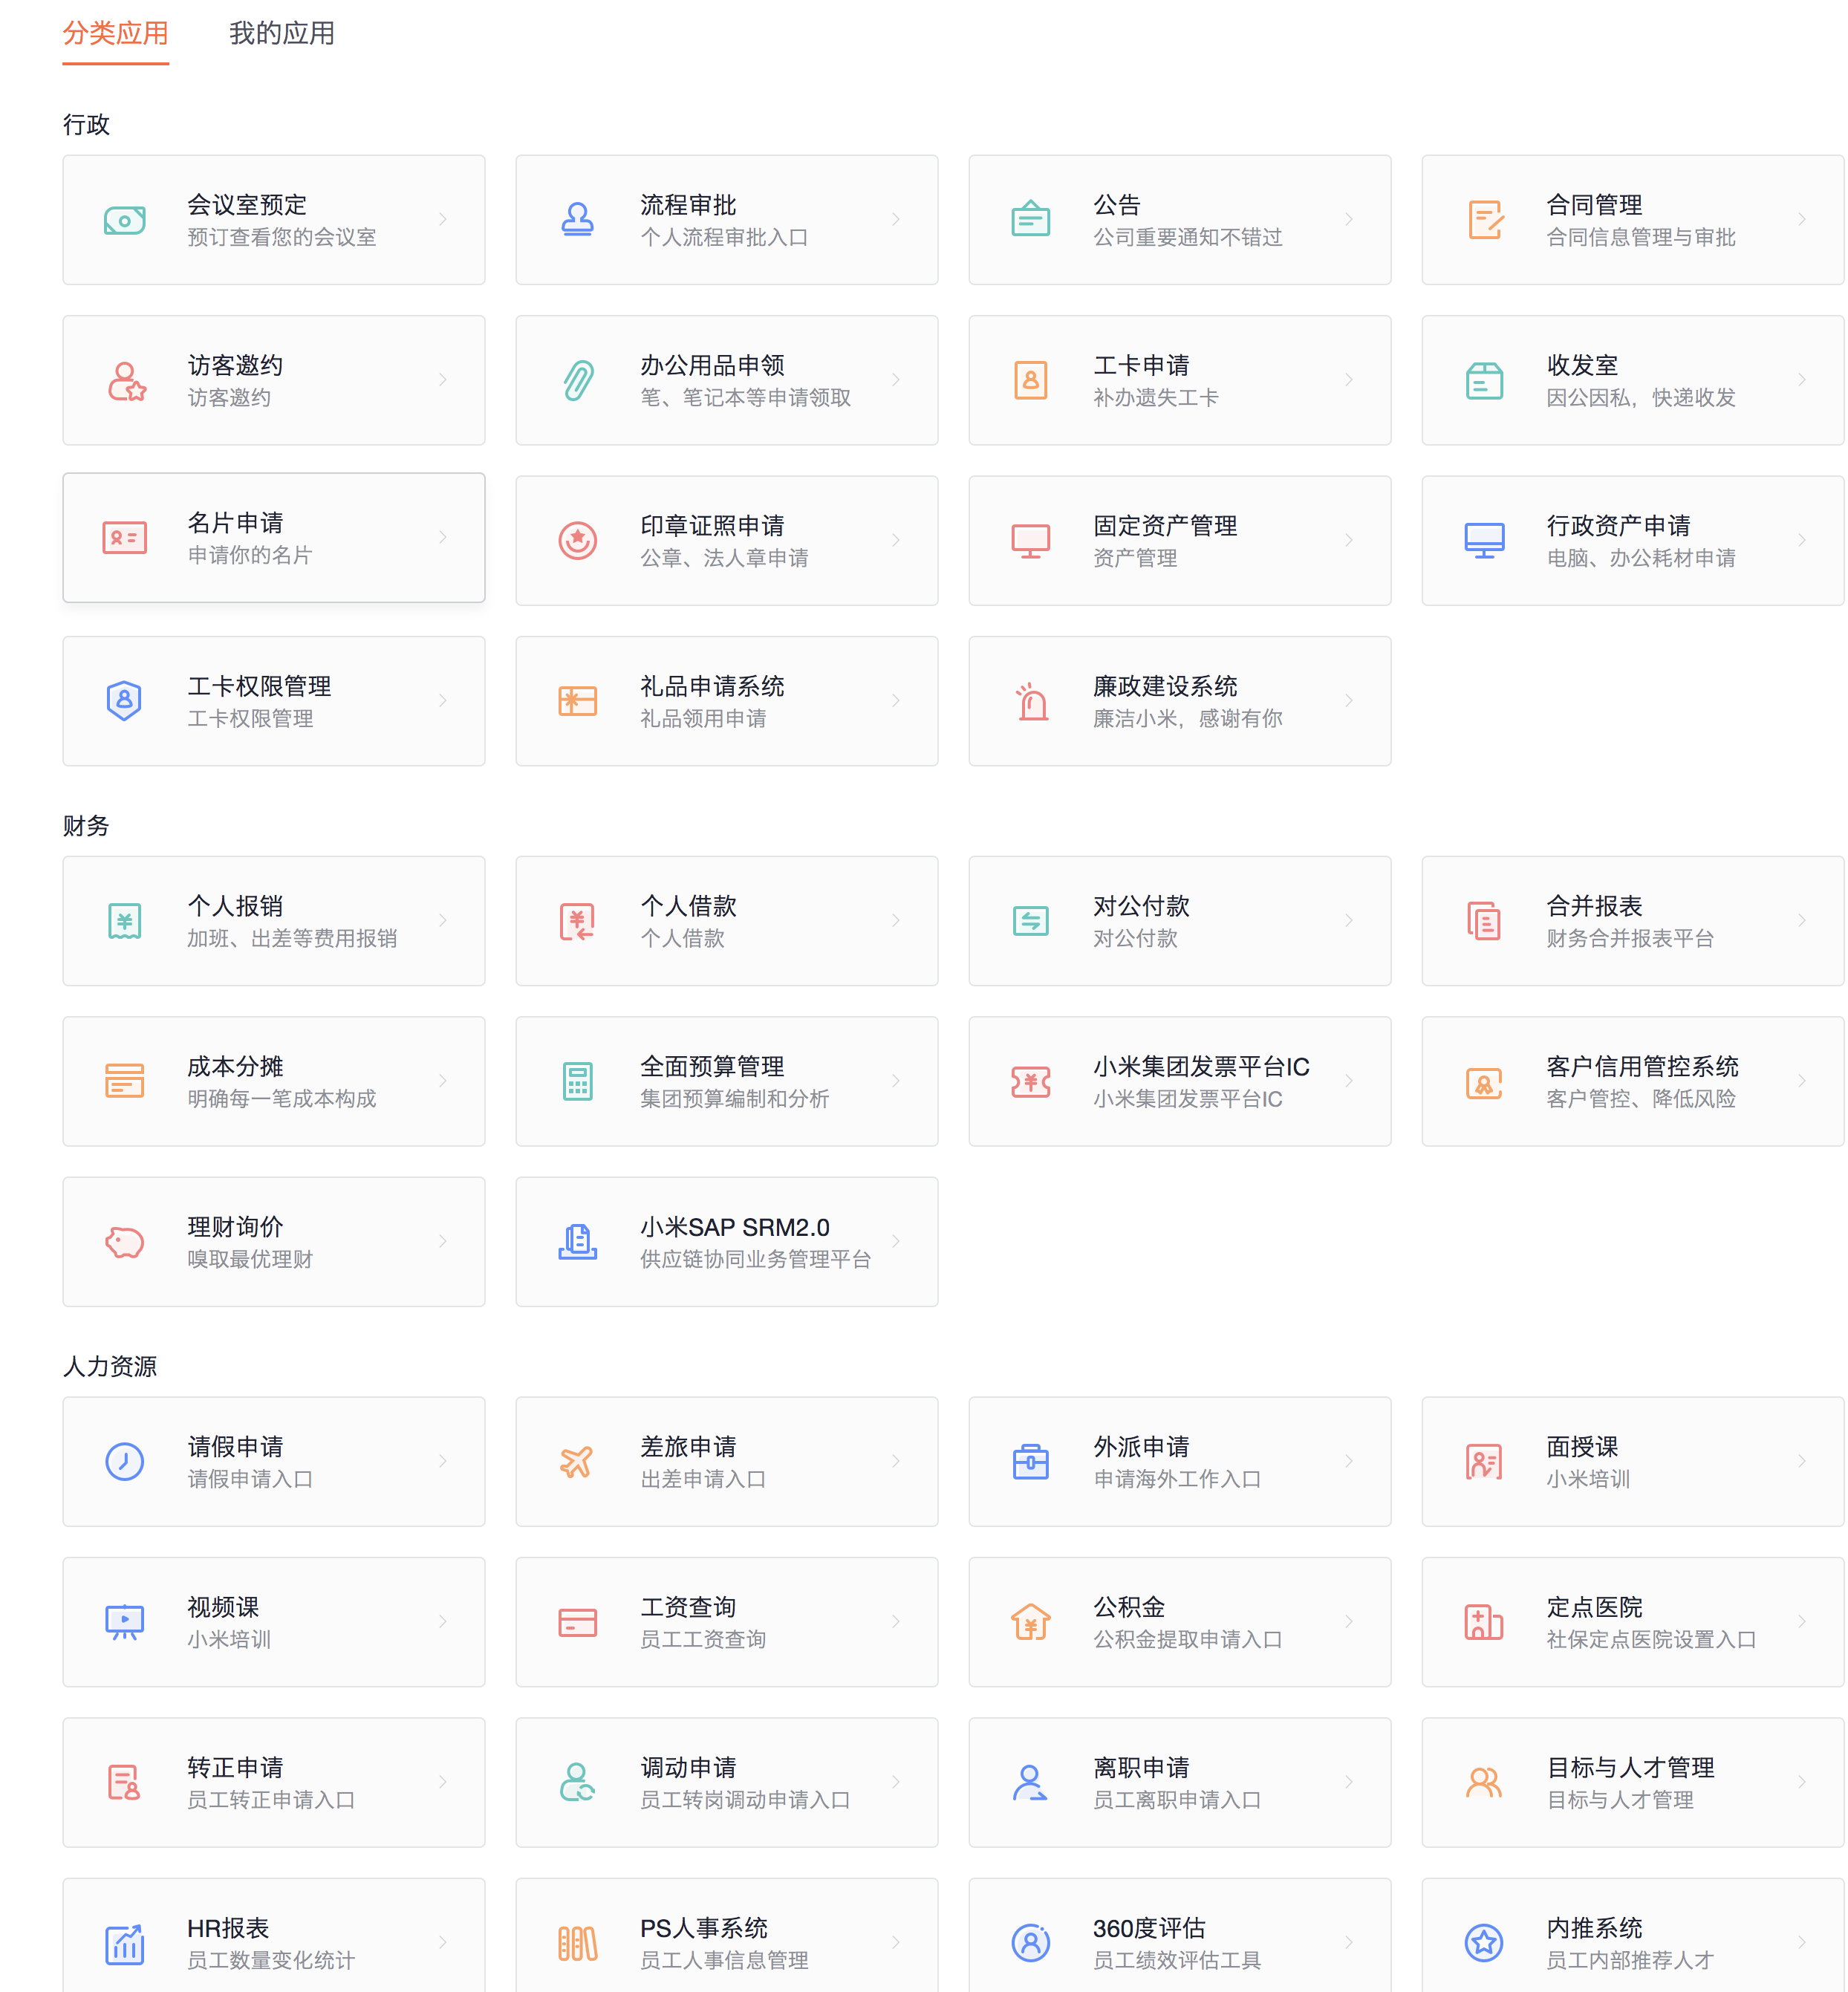 分类应用
我的应用
行政
会议室预定
预订查看您的会议室
流程审批
个人流程审批入口
公告
公司重要通知不错过
合同管理
合同信息管理与审批
访客邀约
访客邀约
办公用品申领
笔、笔记本等申请领取
工卡申请
补办遗失工卡
收发室
因公因私，快递收发
名片申请
申请你的名片
印章证照申请
公章、法人章申请
固定资产管理
资产管理
行政资产申请
电脑、办公耗材申请
工卡权限管理
工卡权限管理
礼品申请系统
礼品领用申请
廉政建设系统
廉洁小米，感谢有你
财务
个人报销
加班、出差等费用报销
个人借款
个人借款
对公付款
对公付款
合并报表
财务合并报表平台
成本分摊
明确每一笔成本构成
全面预算管理
集团预算编制和分析
小米集团发票平台IC
小米集团发票平台IC
客户信用管控系统
客户管控、降低风险
理财询价
嗅取最优理财
小米SAP SRM2.0
供应链协同业务管理平台
人力资源
请假申请
请假申请入口
差旅申请
出差申请入口
外派申请
申请海外工作入口
面授课
小米培训
视频课
小米培训
工资查询
员工工资查询
公积金
公积金提取申请入口
定点医院
社保定点医院设置入口
转正申请
员工转正申请入口
调动申请
员工转岗调动申请入口
离职申请
员工离职申请入口
目标与人才管理
目标与人才管理
HR报表
员工数量变化统计
PS人事系统
员工人事信息管理
360度评估
员工绩效评估工具
内推系统
员工内部推荐人才